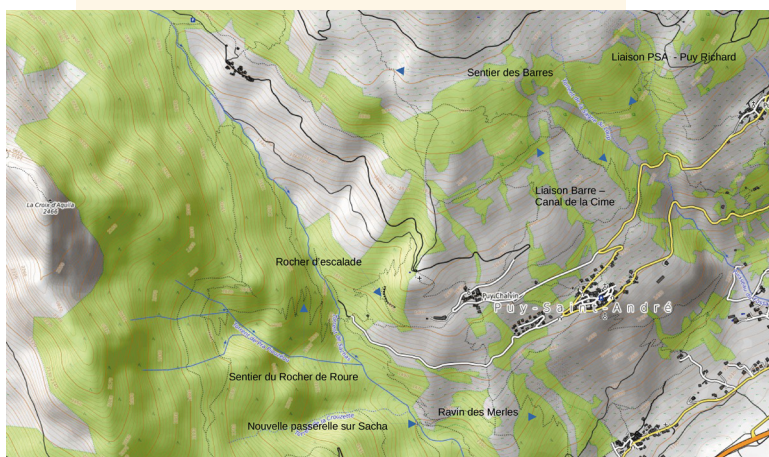 Liaison PSA - Puy Richard
Sentier des Barres
Liaison Barre –
Canal de la Cime
La Croix d'Aquila
2466
Rocher d'escalade
Puy Chalvin
Puy-Saint-André
Sentier du Rocher de Roure
Ravin des Merles
Nouvelle passerelle sur Sacha